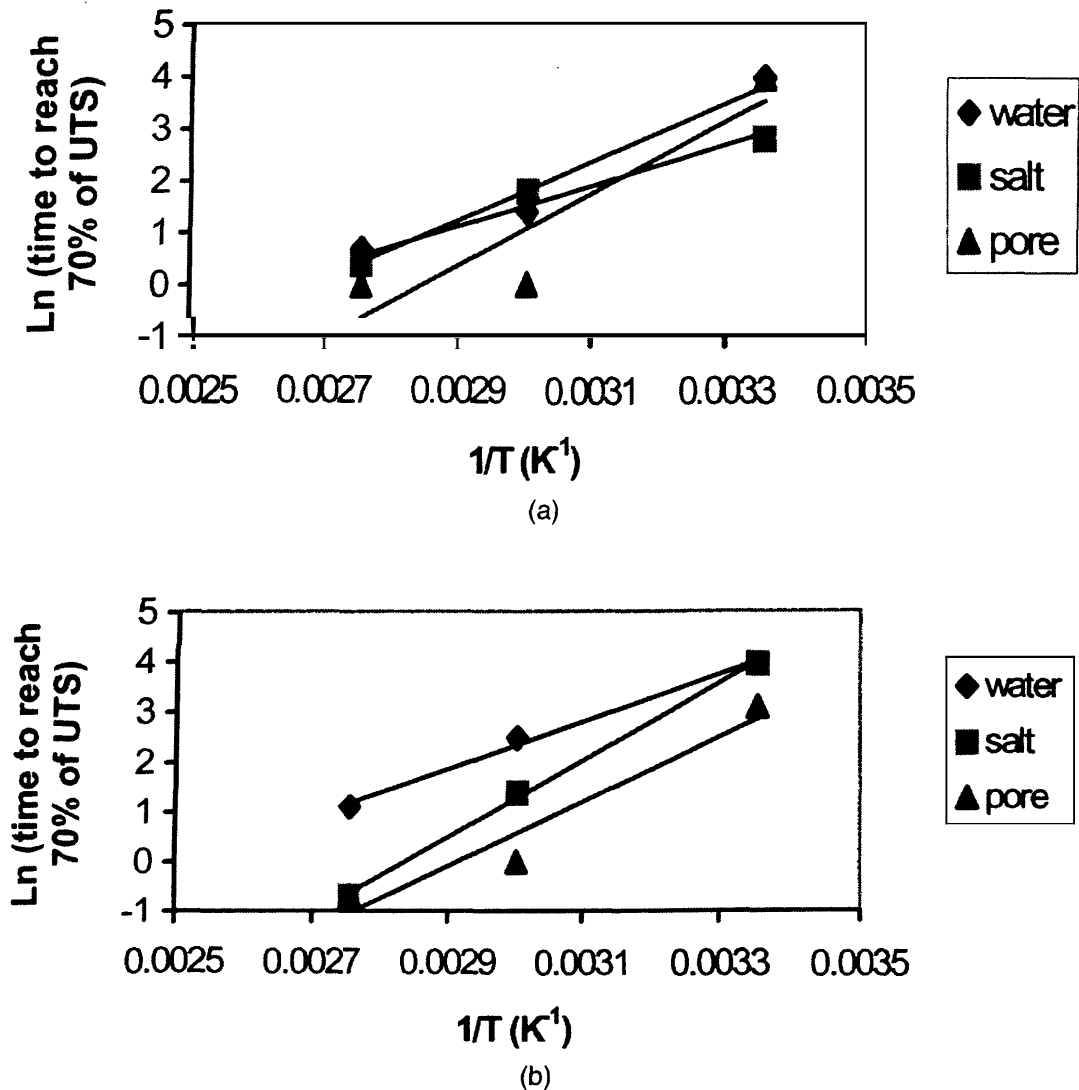 Ln (time to reach
70% of UTS)
5
4
3
2
1
0
-1
0.0025 0.0027 0.0029 0.0031 0.0033 0.0035
1/T (K⁻¹)
water
salt
pore
(a)
Ln (time to reach
70% of UTS)
5
4
3
2
1
0
-1
0.0025 0.0027 0.0029 0.0031 0.0033 0.0035
1/T (K⁻¹)
water
salt
pore
(b)